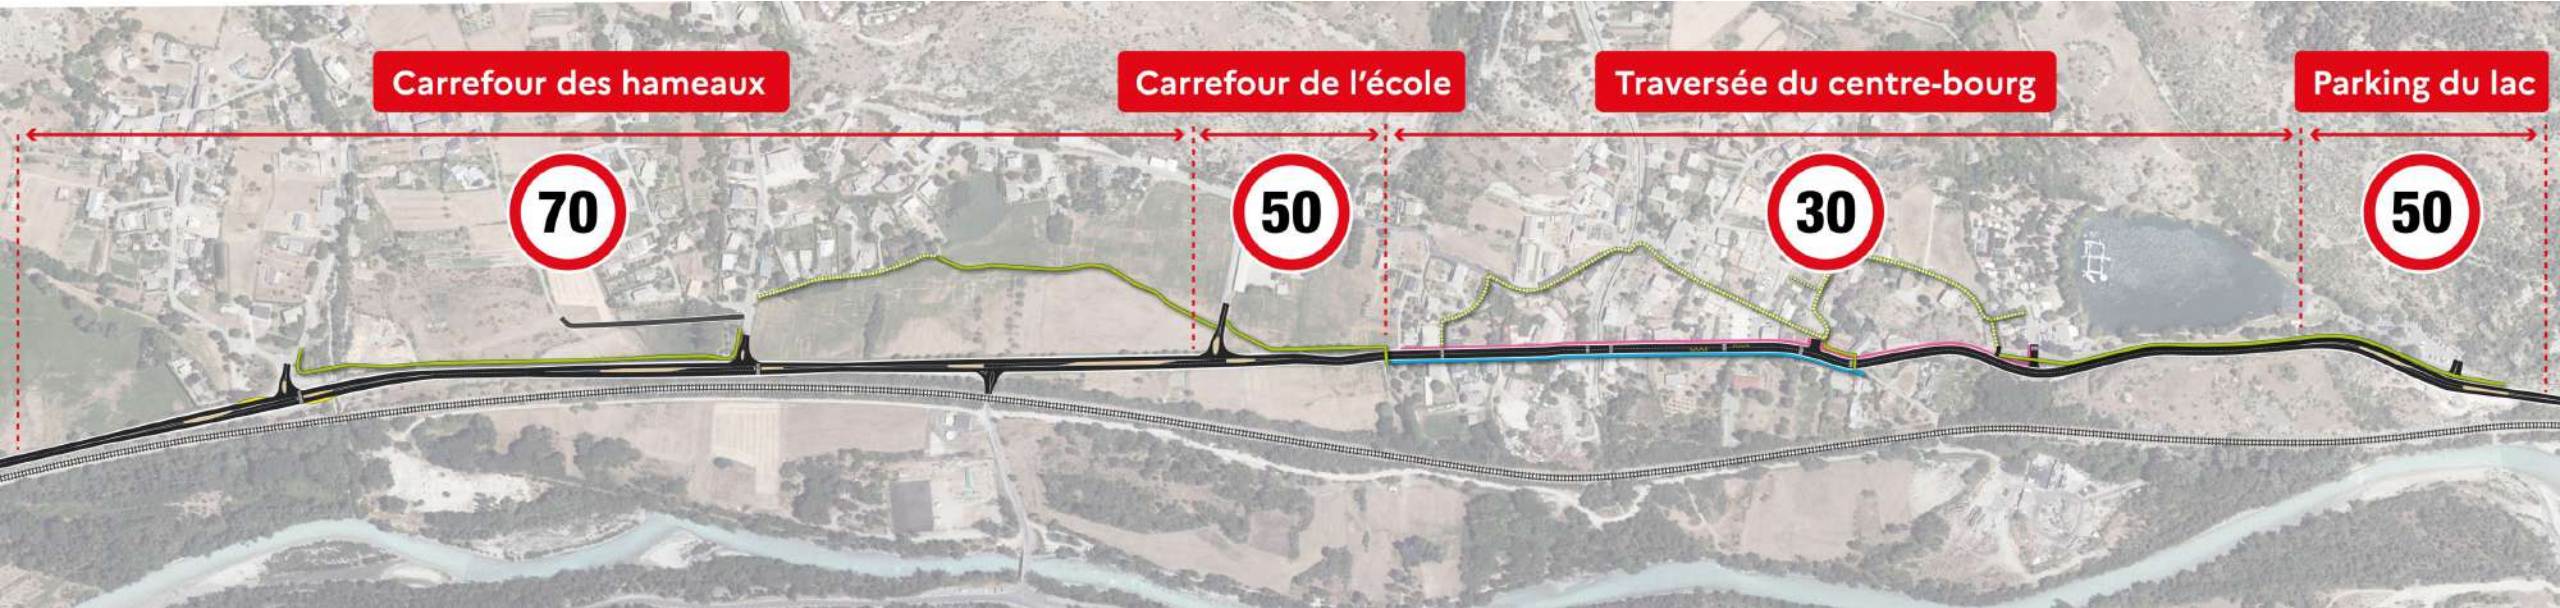 Carrefour des hameaux
Carrefour de l'école
Traversée du centre-bourg
Parking du lac
70
50
30
50